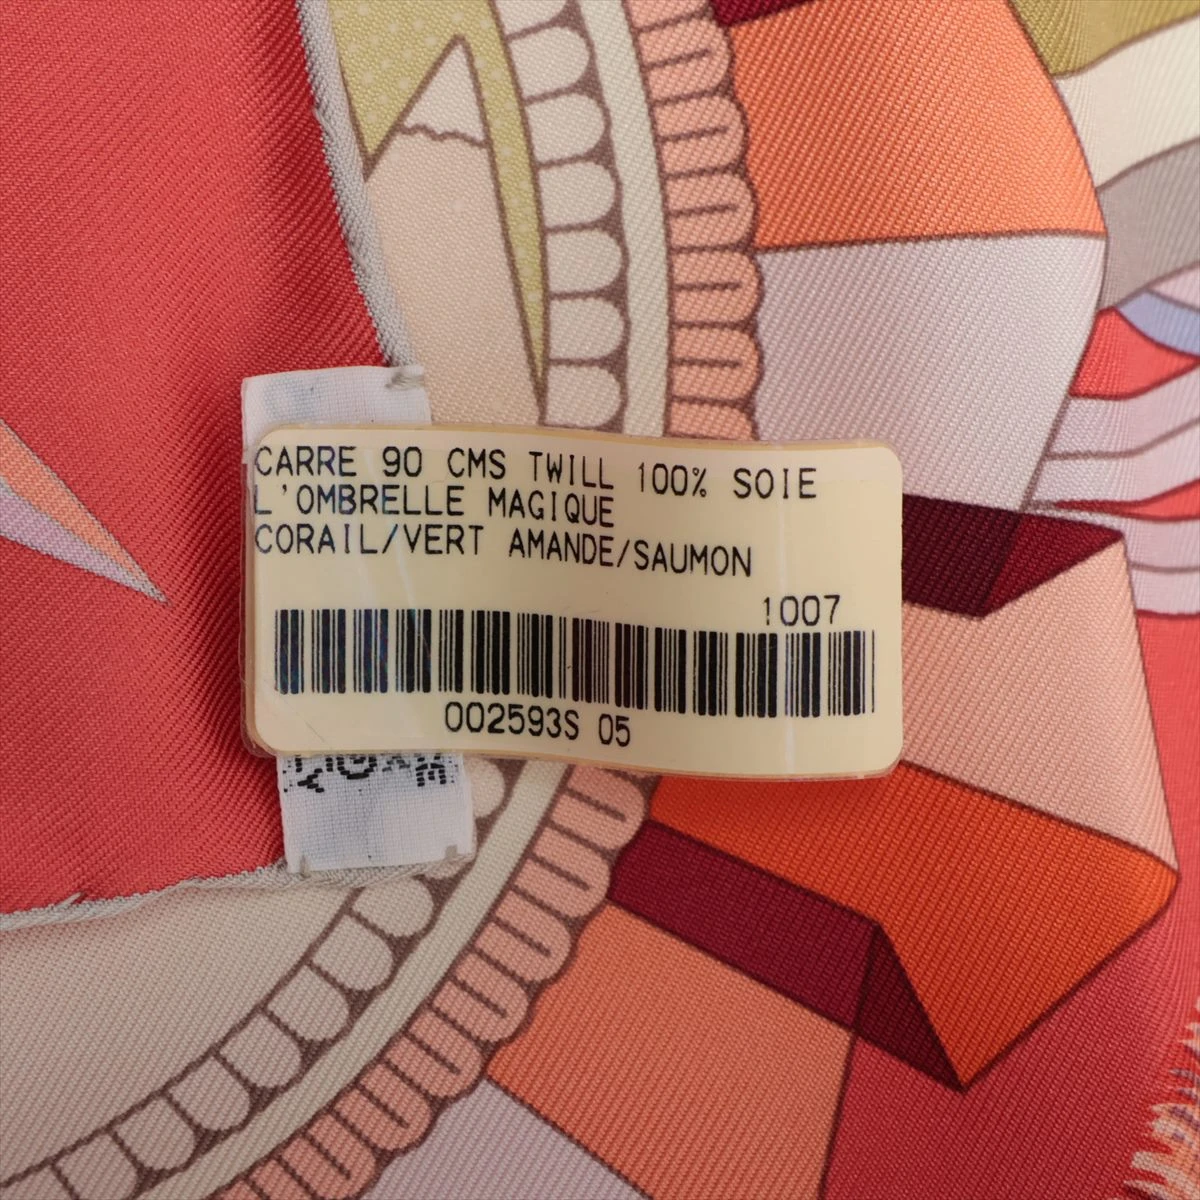 CARRE 90 CMS TWILL 100% SOIE
L'OMBRELLE MAGIQUE
CORAIL/VERT AMANDE/SAUMON
1007
002593S 05